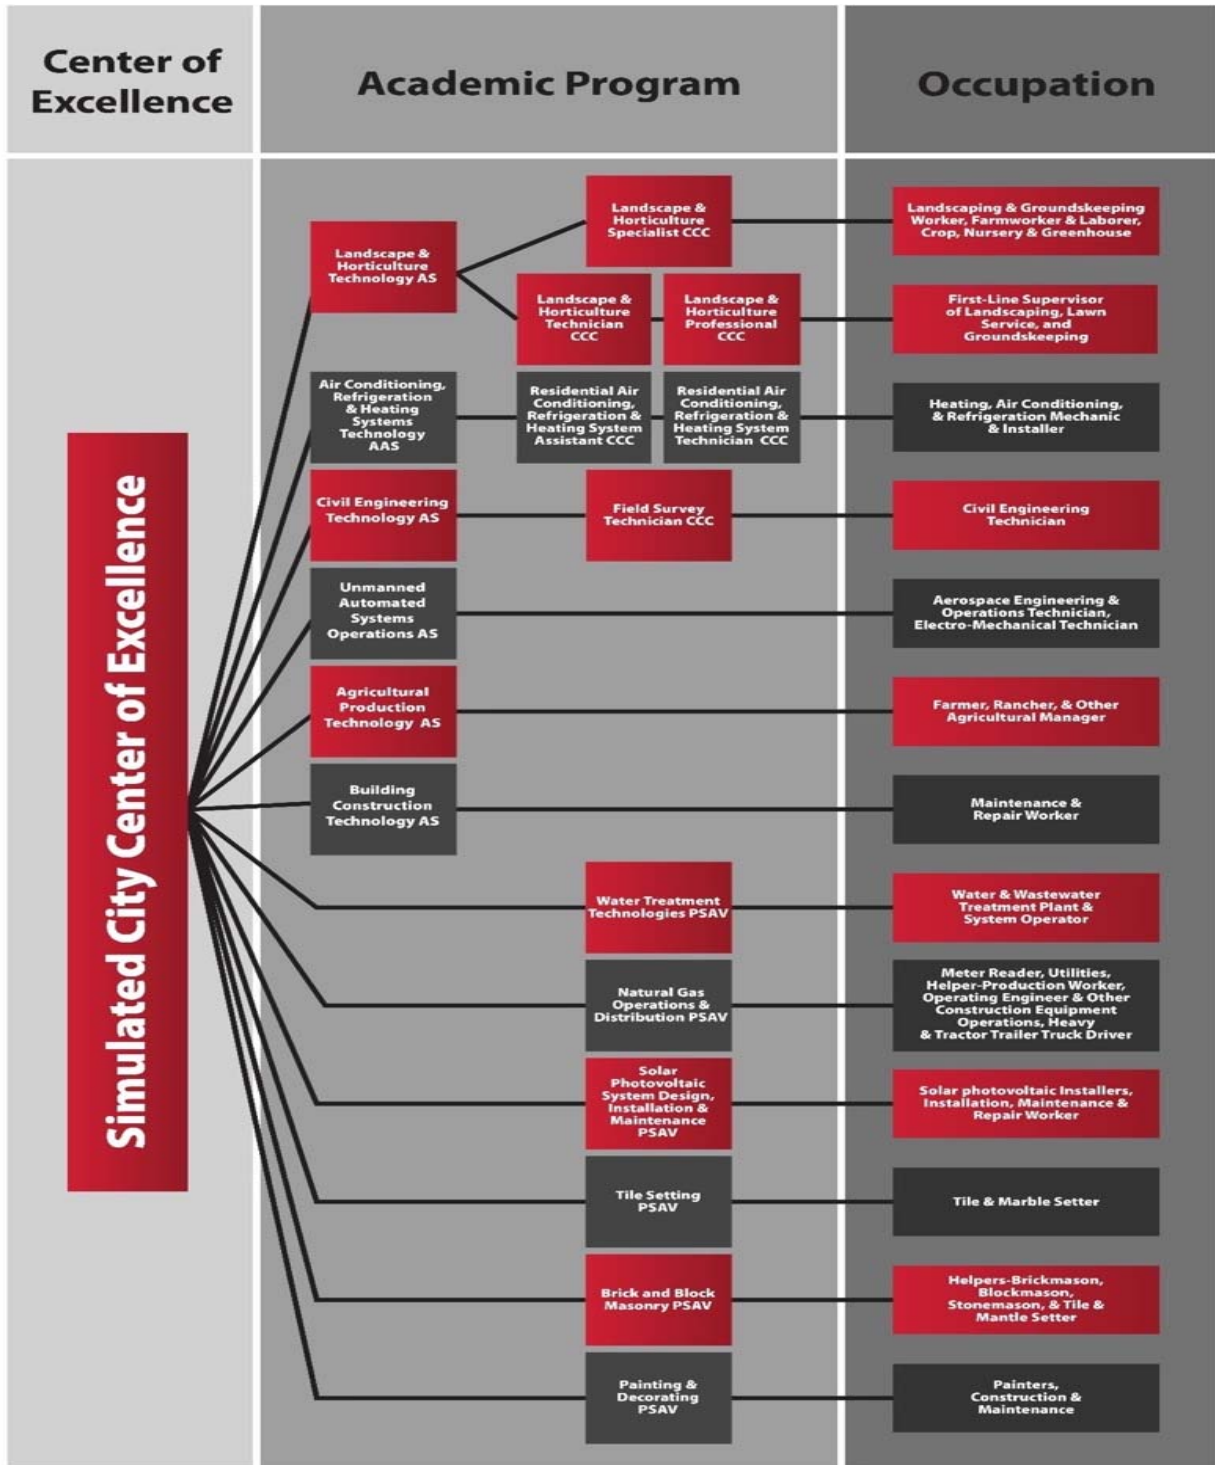 Center of
Excellence
Academic Program
Occupation
Simulated City Center of Excellence
Landscape &
Horticulture
Technology AS
Landscape &
Horticulture
Specialist CCC
Landscaping & Groundskeeping
Worker, Farmworker & Laborer,
Crop, Nursery & Greenhouse
Landscape &
Horticulture
Technician
CCC
Landscape &
Horticulture
Professional
CCC
First-Line Supervisor
of Landscaping, Lawn
Service, and
Groundskeeping
Air Conditioning,
Refrigeration
& Heating
Systems
Technology
AAS
Residential Air
Conditioning,
Refrigeration &
Heating System
Assistant CCC
Residential Air
Conditioning,
Refrigeration &
Heating System
Technician CCC
Heating, Air Conditioning,
& Refrigeration Mechanic
& Installer
Civil Engineering
Technology AS
Field Survey
Technician CCC
Civil Engineering
Technician
Unmanned
Automated
Systems
Operations AS
Aerospace Engineering &
Operations Technician,
Electro-Mechanical Technician
Agricultural
Production
Technology AS
Farmer, Rancher, & Other
Agricultural Manager
Building
Construction
Technology AS
Maintenance &
Repair Worker
Water Treatment
Technologies PSAV
Water & Wastewater
Treatment Plant &
System Operator
Natural Gas
Operations &
Distribution PSAV
Meter Reader, Utilities,
Helper-Production Worker,
Operating Engineer & Other
Construction Equipment
Operations, Heavy
& Tractor Trailer Truck Driver
Solar
Photovoltaic
System Design,
Installation &
Maintenance
PSAV
Solar photovoltaic Installers,
Installation, Maintenance &
Repair Worker
Tile Setting
PSAV
Tile & Marble Setter
Brick and Block
Masonry PSAV
Helpers-Brickmason,
Blockmason,
Stonemason, & Tile &
Mantle Setter
Painting &
Decorating
PSAV
Painters,
Construction &
Maintenance